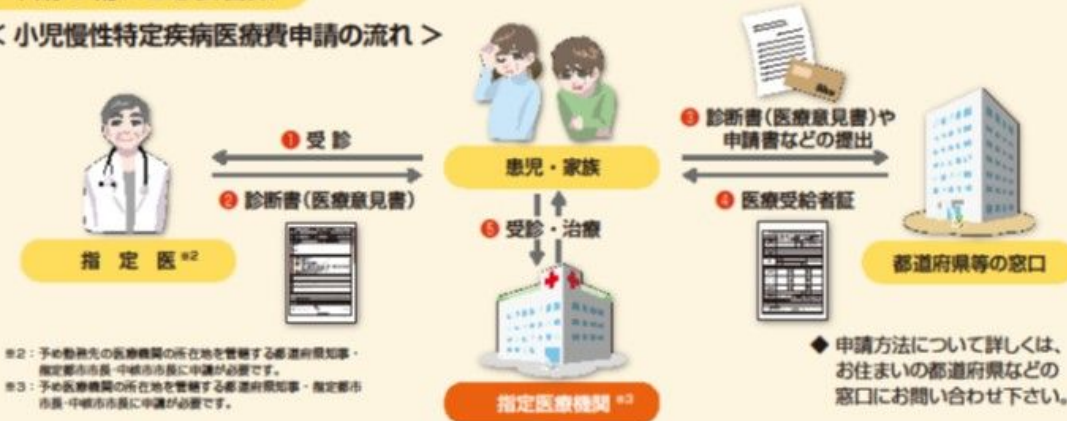 < 小児慢性特定疾病医療費申請の流れ >
❶ 受 診
❷ 診断書(医療意見書)
指 定 医 ※2
患児・家族
❺ 受診・治療
指定医療機関 ※3
❸ 診断書(医療意見書)や
申請書などの提出
❹ 医療受給者証
都道府県等の窓口
※2:予め勤務先の医療機関の所在地を管轄する都道府県知事・
指定都市市長・中核市市長に申請が必要です。
※3:予め医療機関の所在地を管轄する都道府県知事・指定都市
市長・中核市市長に申請が必要です。
◆ 申請方法について詳しくは、
お住まいの都道府県などの
窓口にお問い合わせ下さい。